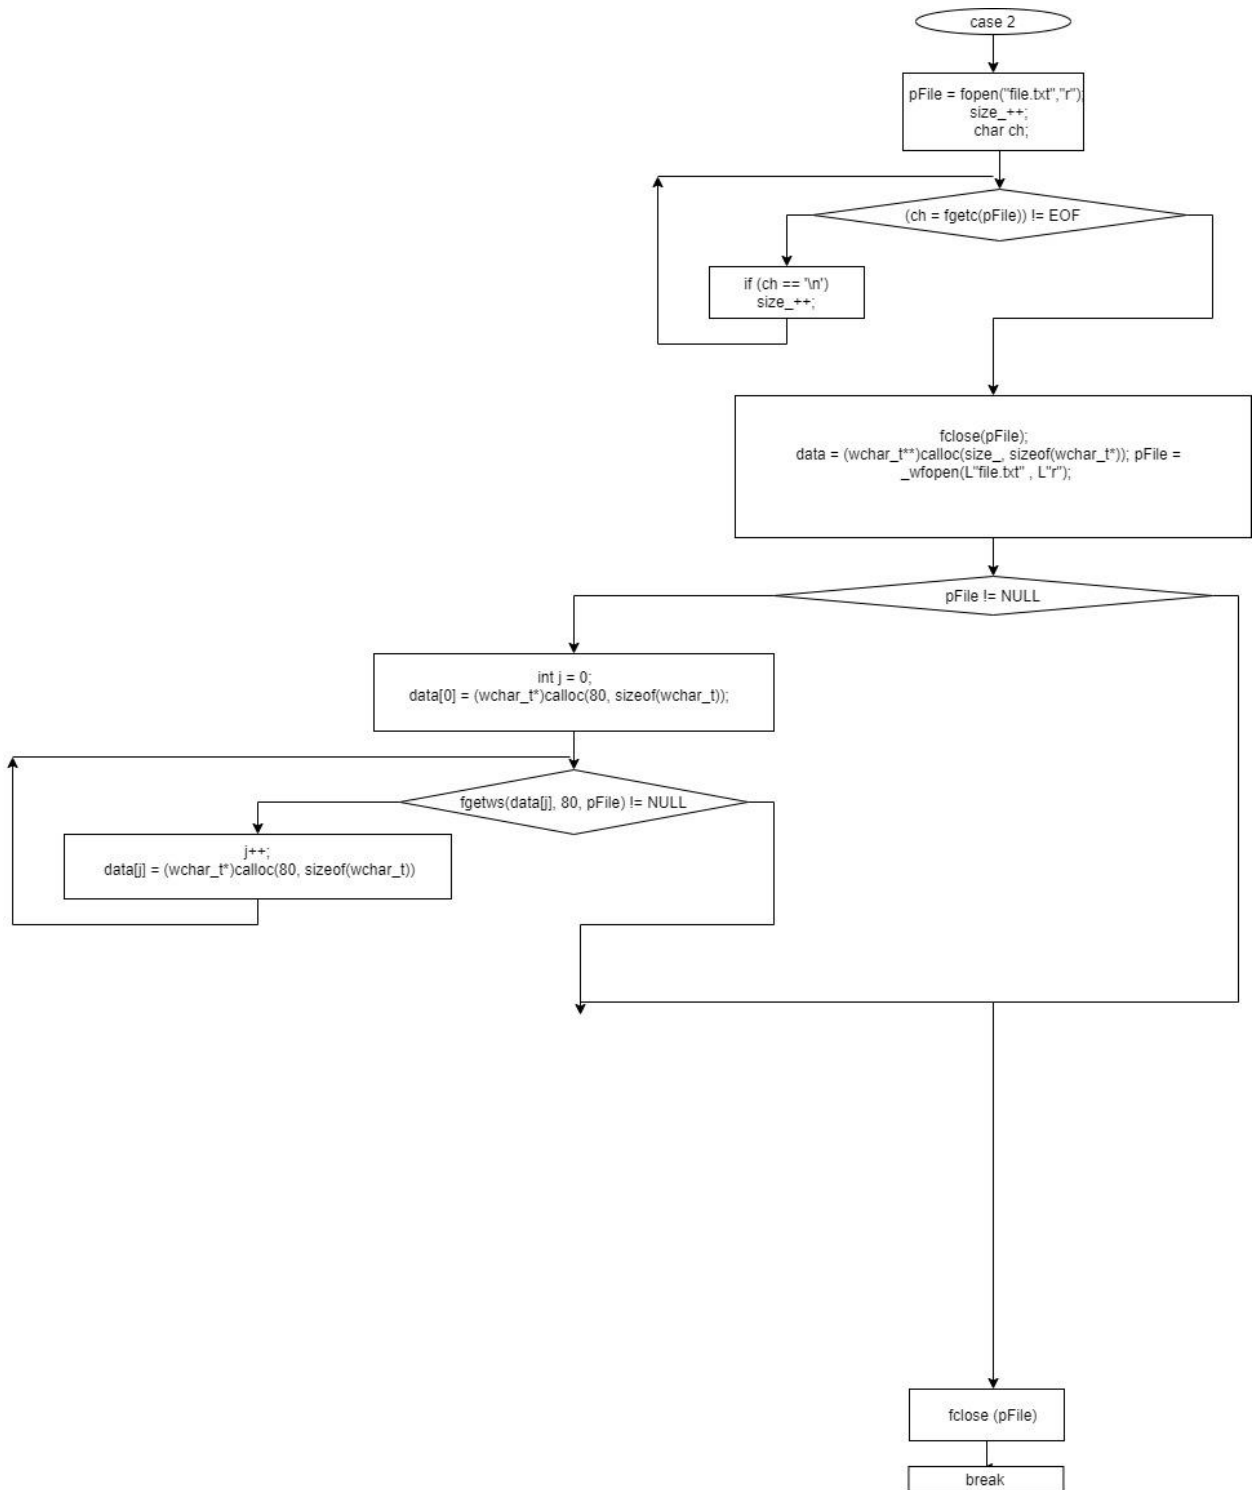 case 2
pFile = fopen("file.txt","r");
size_++;
char ch;
(ch = fgetc(pFile)) != EOF
if (ch == '\n')
size_++;
fclose(pFile);
data = (wchar_t**)calloc(size_, sizeof(wchar_t*)); pFile =
_wfopen(L"file.txt" , L"r");
pFile != NULL
int j = 0;
data[0] = (wchar_t*)calloc(80, sizeof(wchar_t));
fgetws(data[j], 80, pFile) != NULL
j++;
data[j] = (wchar_t*)calloc(80, sizeof(wchar_t))
fclose (pFile)
break